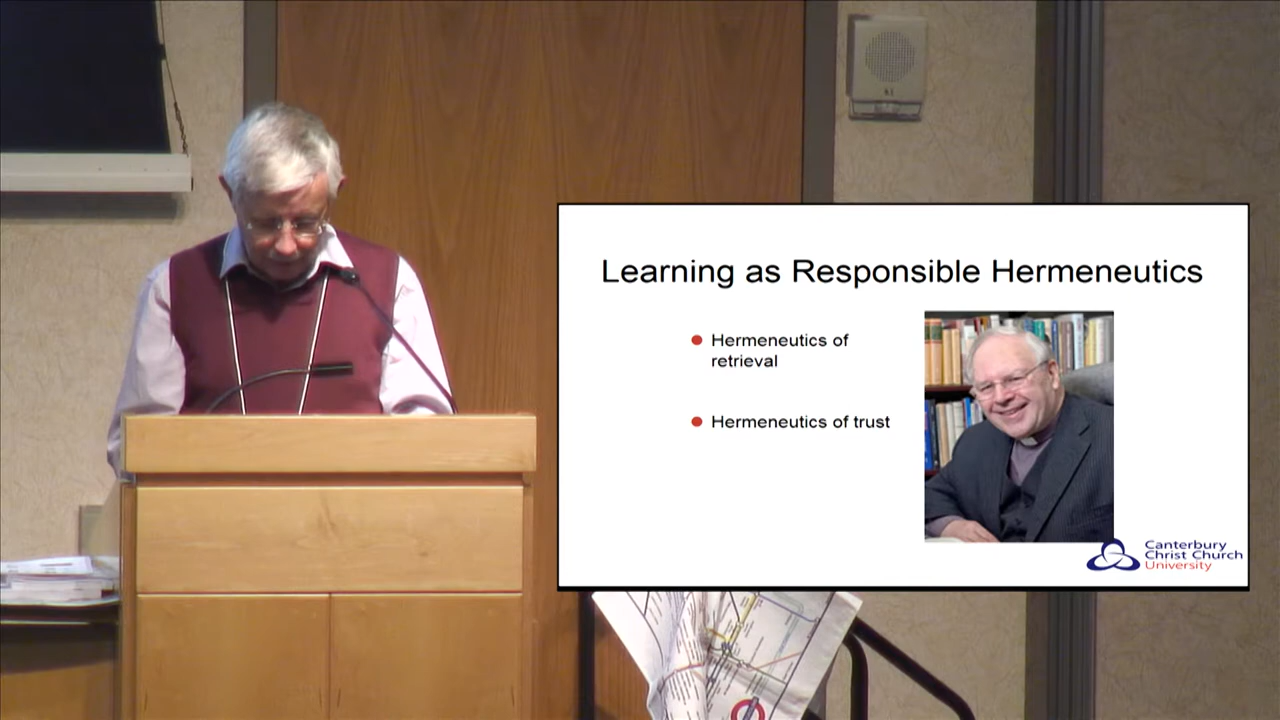 Learning as Responsible Hermeneutics
Hermeneutics of
retrieval
Hermeneutics of trust
Canterbury
Christ Church
University